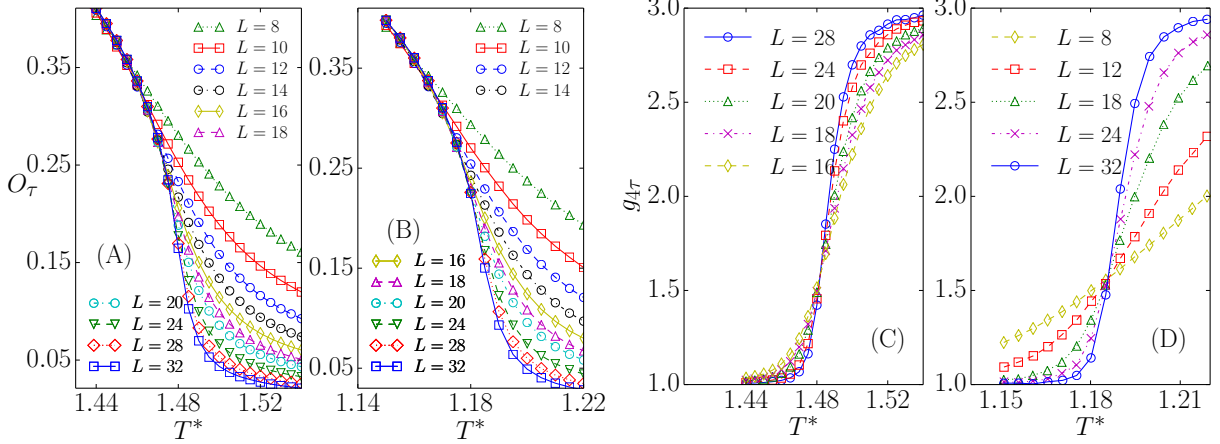 0.35
0.25
0.15
0.05
O_τ
L = 8
L = 10
L = 12
L = 14
L = 16
L = 18
(A)
L = 20
L = 24
L = 28
L = 32
1.44 1.48 1.52
T*
0.35
0.25
0.15
0.05
L = 8
L = 10
L = 12
L = 14
(B)
L = 16
L = 18
L = 20
L = 24
L = 28
L = 32
1.14 1.18 1.22
T*
3.0
2.5
2.0
1.5
1.0
g_{4τ}
L = 28
L = 24
L = 20
L = 18
L = 16
(C)
1.44 1.48 1.52
T*
3.0
2.5
2.0
1.5
1.0
L = 8
L = 12
L = 18
L = 24
L = 32
(D)
1.15 1.18 1.21
T*